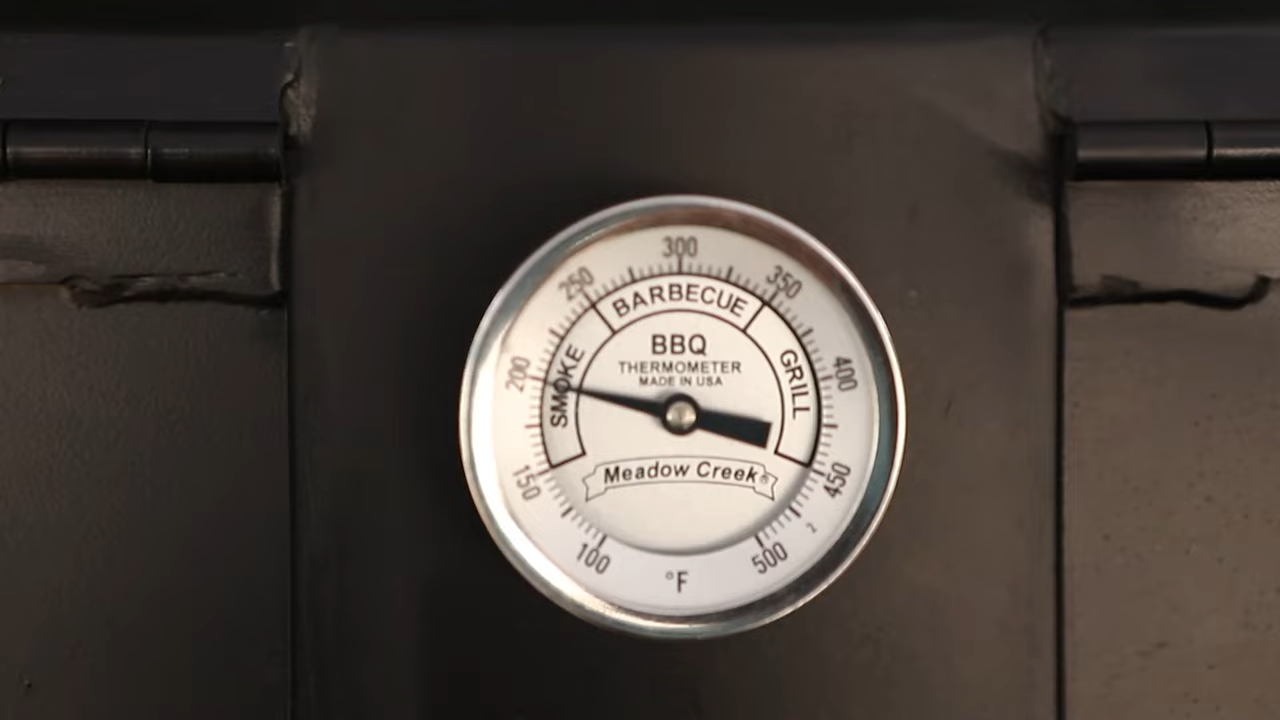 300
250
350
BARBECUE
200
SMOKE
BBQ
THERMOMETER
MADE IN USA
GRILL
400
Meadow Creek®
150
450
2
100
500
°F